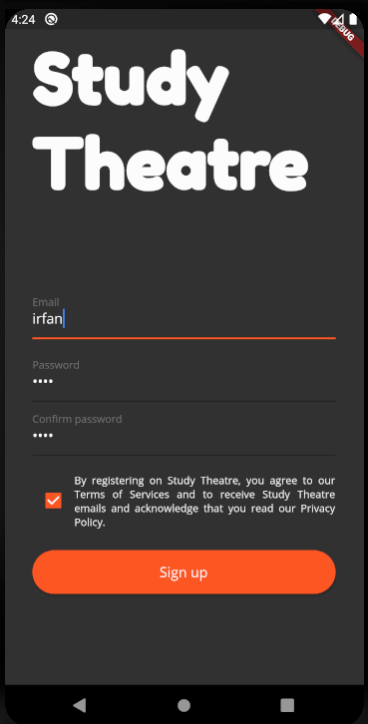 4:24
DEBUG
Study
Theatre
Email
irfan
Password
••••
Confirm password
••••
By registering on Study Theatre, you agree to our
Terms of Services and to receive Study Theatre
emails and acknowledge that you read our Privacy
Policy.
Sign up